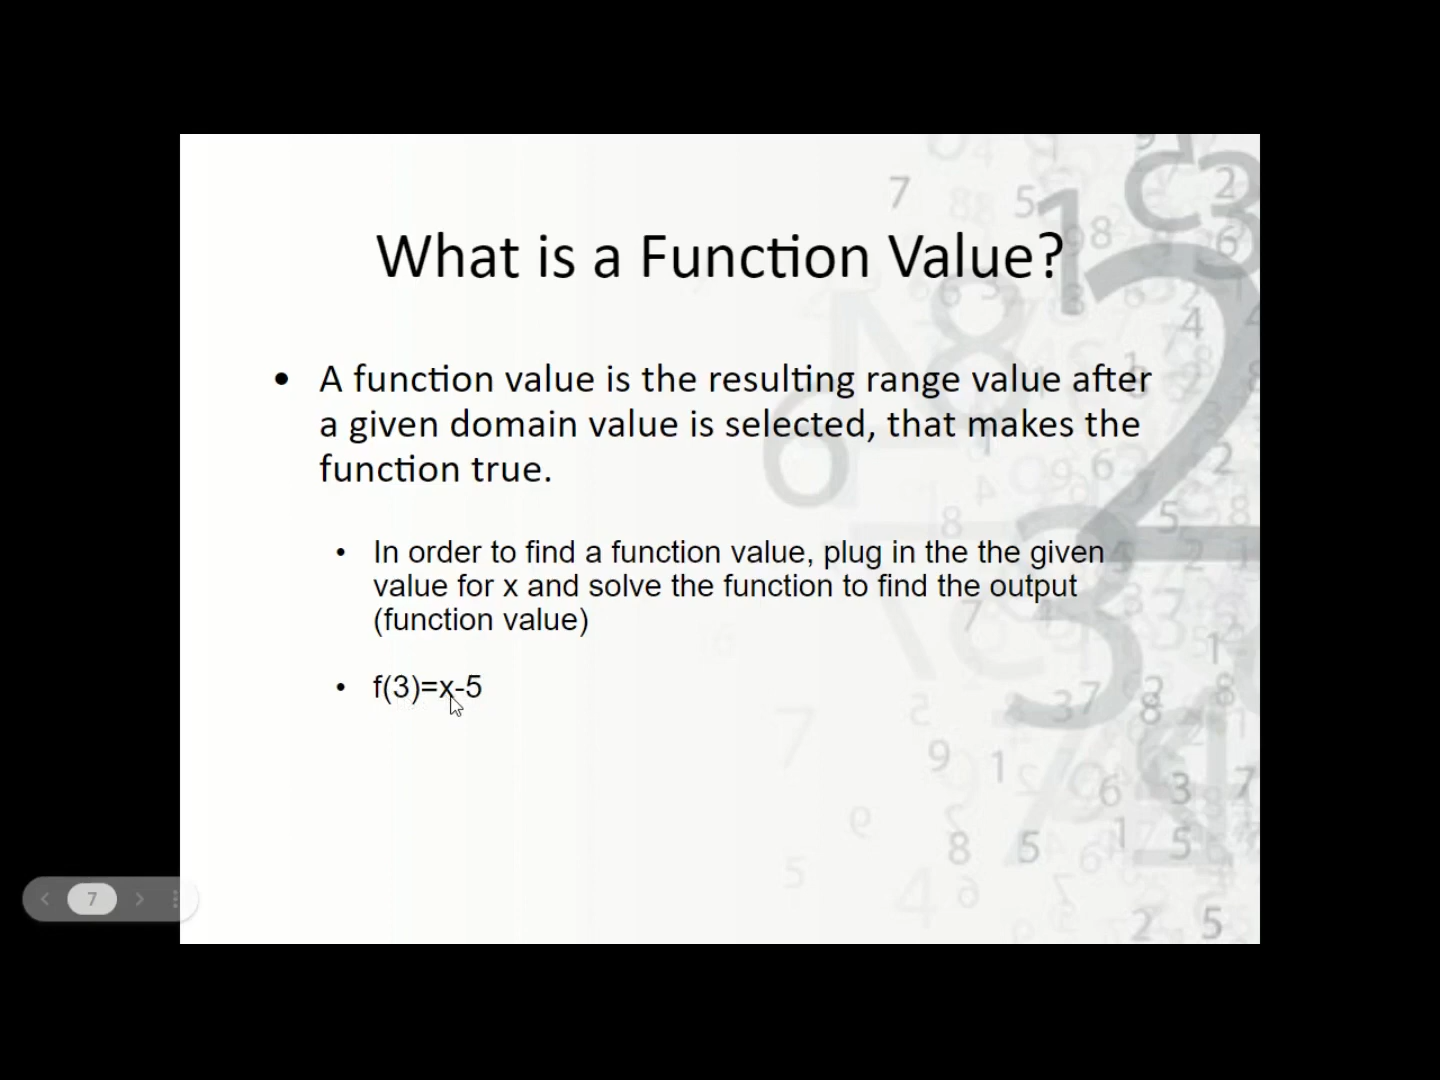 What is a Function Value?
• A function value is the resulting range value after
a given domain value is selected, that makes the
function true.
• In order to find a function value, plug in the the given
value for x and solve the function to find the output
(function value)
• f(3)=x-5
7